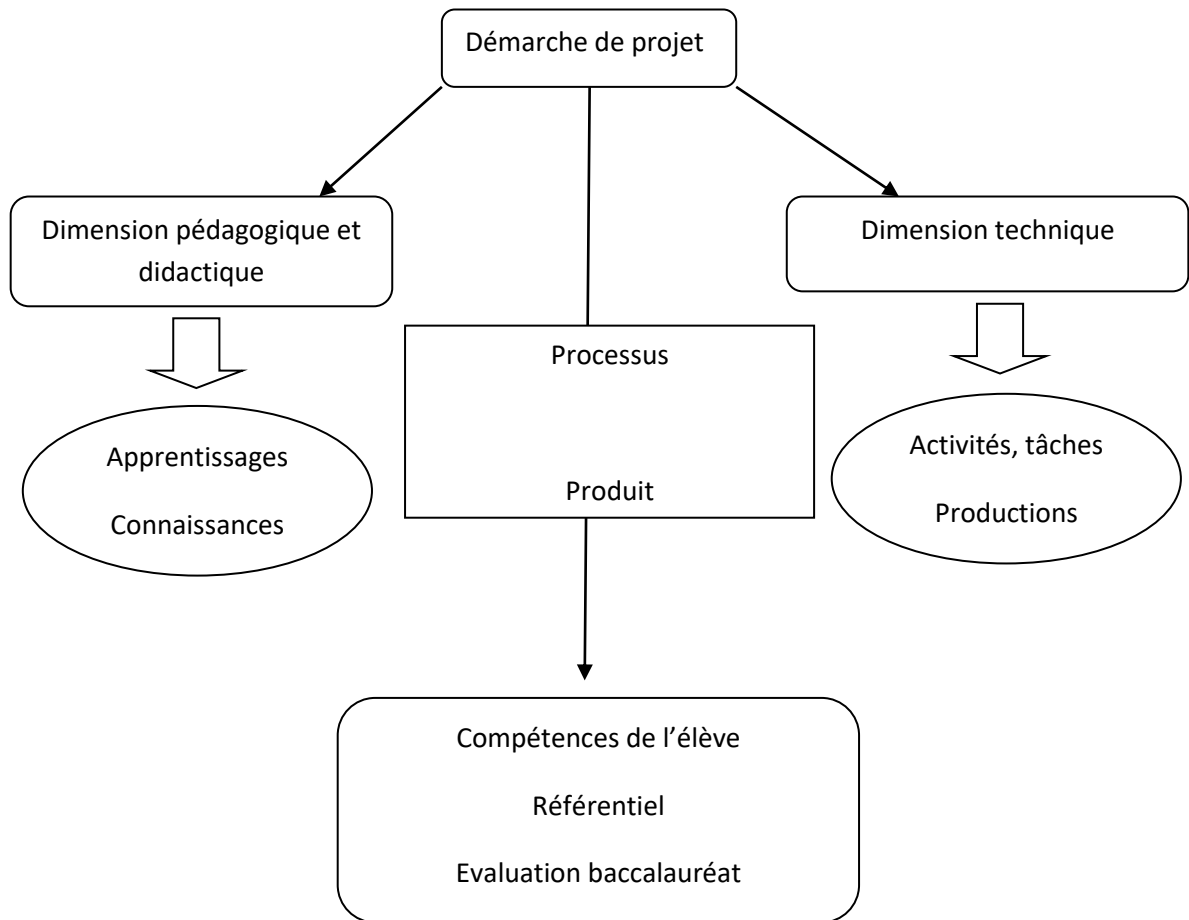 Démarche de projet
Dimension pédagogique et
didactique
Dimension technique
Processus
Produit
Apprentissages
Connaissances
Activités, tâches
Productions
Compétences de l’élève
Référentiel
Evaluation baccalauréat